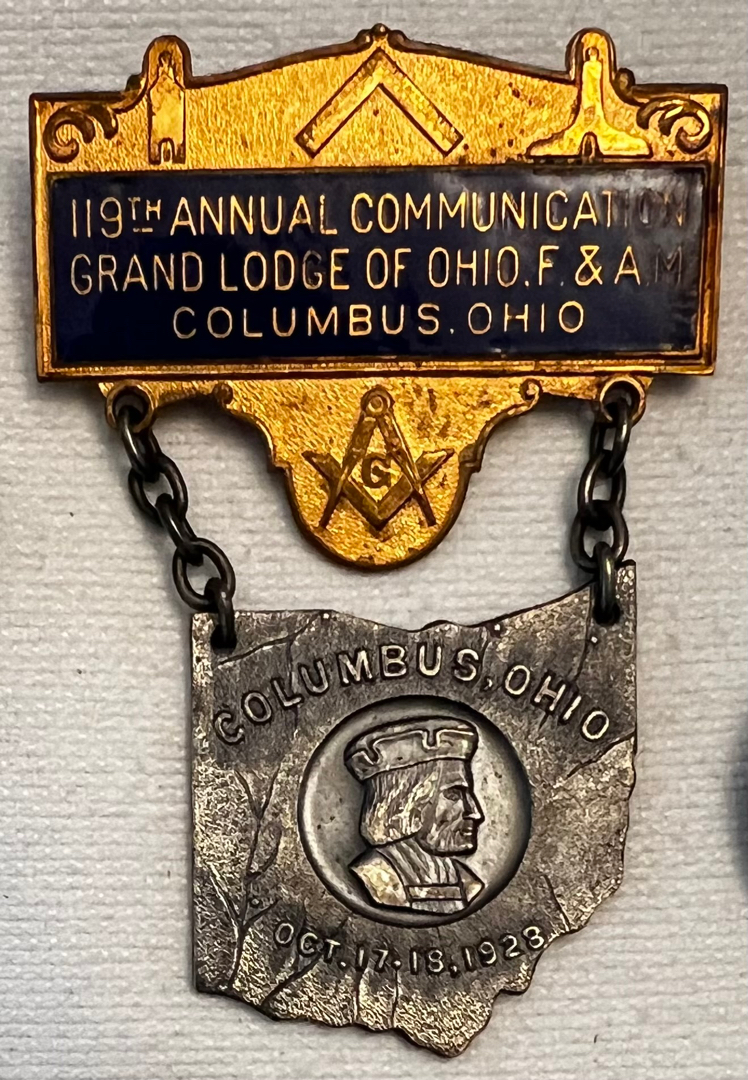 119TH ANNUAL COMMUNICATION
GRAND LODGE OF OHIO. F. & A.M
COLUMBUS. OHIO
G
COLUMBUS, OHIO
OCT. 17-18, 1928